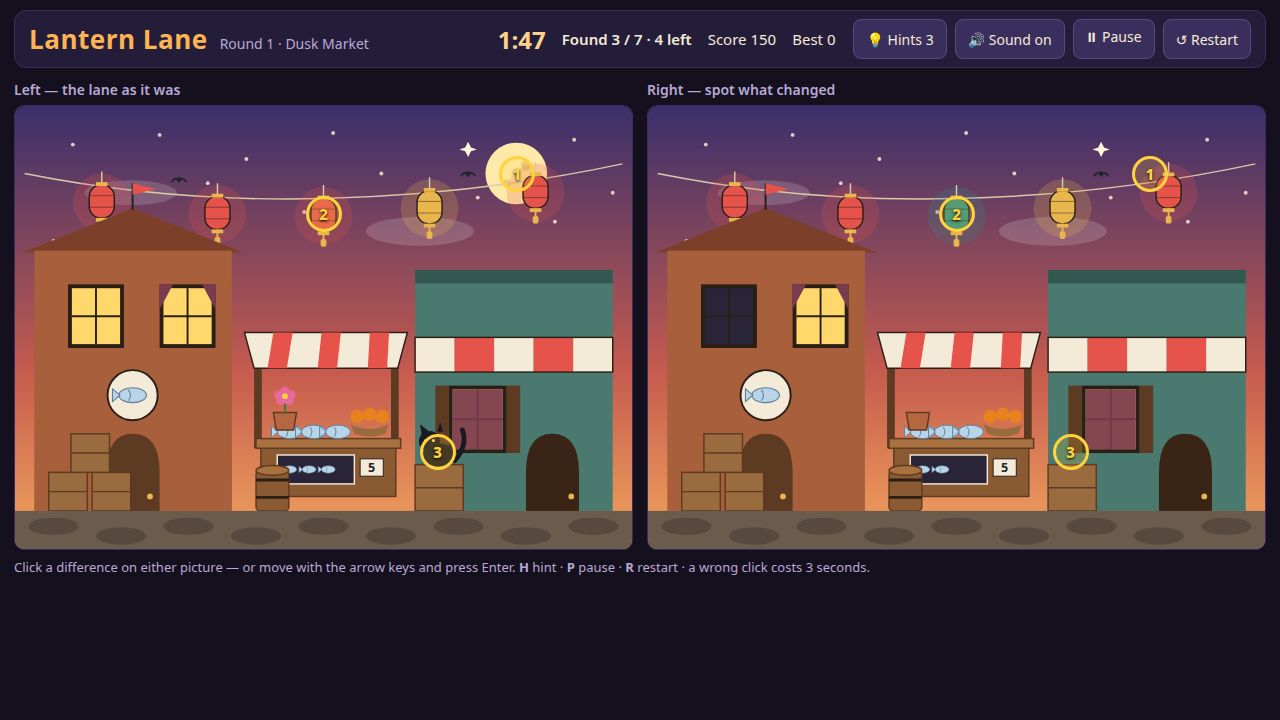 Lantern Lane Round 1 · Dusk Market 1:47 Found 3 / 7 · 4 left Score 150 Best 0 💡 Hints 3 🔊 Sound on ⏸ Pause ↺ Restart
Left — the lane as it was Right — spot what changed
1 1
2 2
3 3
5 5
Click a difference on either picture — or move with the arrow keys and press Enter. H hint · P pause · R restart · a wrong click costs 3 seconds.